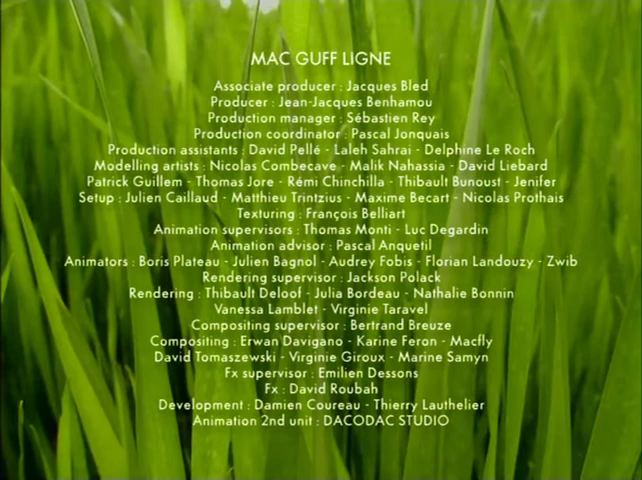 MAC GUFF LIGNE
Associate producer : Jacques Bled
Producer : Jean-Jacques Benhamou
Production manager : Sébastien Rey
Production coordinator : Pascal Jonquais
Production assistants : David Pellé - Laleh Sahrai - Delphine Le Roch
Modelling artists : Nicolas Combecave - Malik Nahassia - David Liebard
Patrick Guillem - Thomas Jore - Rémi Chinchilla - Thibault Bunoust - Jenifer
Setup : Julien Caillaud - Matthieu Trintzius - Maxime Becart - Nicolas Prothais
Texturing : François Belliart
Animation supervisors : Thomas Monti - Luc Degardin
Animation advisor : Pascal Anquetil
Animators : Boris Plateau - Julien Bagnol - Audrey Fobis - Florian Landouzy - Zwib
Rendering supervisor : Jackson Polack
Rendering : Thibault Deloof - Julia Bordeau - Nathalie Bonnin
Vanessa Lamblet - Virginie Taravel
Compositing supervisor : Bertrand Breuze
Compositing : Erwan Davigano - Karine Feron - Macfly
David Tomaszewski - Virginie Giroux - Marine Samyn
Fx supervisor : Emilien Dessons
Fx : David Roubah
Development : Damien Coureau - Thierry Lauthelier
Animation 2nd unit : DACODAC STUDIO